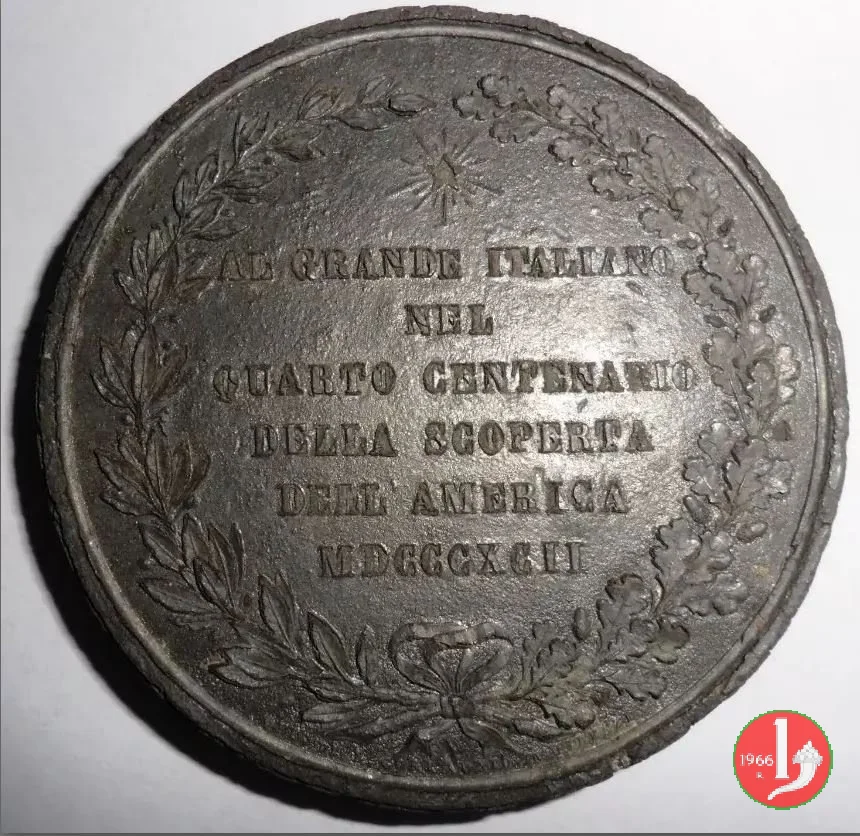 AL GRANDE ITALIANO
NEL
QUARTO CENTENARIO
DELLA SCOPERTA
DELL' AMERICA
MDCCCXCII
1966
R